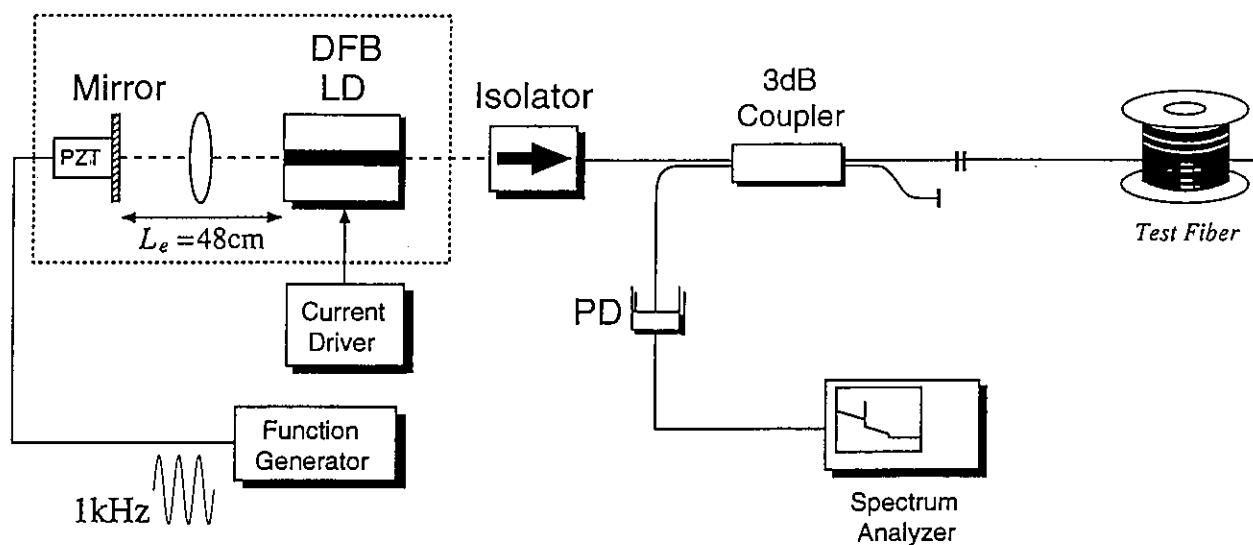 DFB
LD
Mirror
Isolator
3dB
Coupler
PZT
L_e = 48cm
Test Fiber
Current
Driver
PD
Function
Generator
1kHz
Spectrum
Analyzer